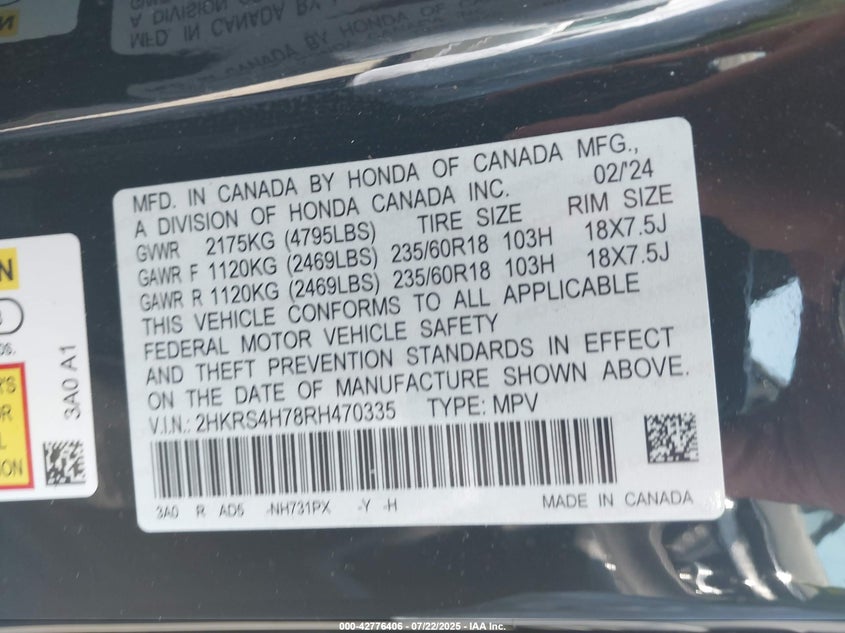 MFD. IN CANADA BY HONDA OF CANADA MFG.,
A DIVISION OF HONDA CANADA INC. 02/'24
GVWR 2175KG (4795LBS) TIRE SIZE RIM SIZE
GAWR F 1120KG (2469LBS) 235/60R18 103H 18X7.5J
GAWR R 1120KG (2469LBS) 235/60R18 103H 18X7.5J
THIS VEHICLE CONFORMS TO ALL APPLICABLE
FEDERAL MOTOR VEHICLE SAFETY
AND THEFT PREVENTION STANDARDS IN EFFECT
ON THE DATE OF MANUFACTURE SHOWN ABOVE.
V.I.N.: 2HKRS4H78RH470335 TYPE: MPV
3A0 R AD5 -NH731PX -Y -H MADE IN CANADA
3A0 A1
000-42776406 - 07/22/2025 - IAA Inc.